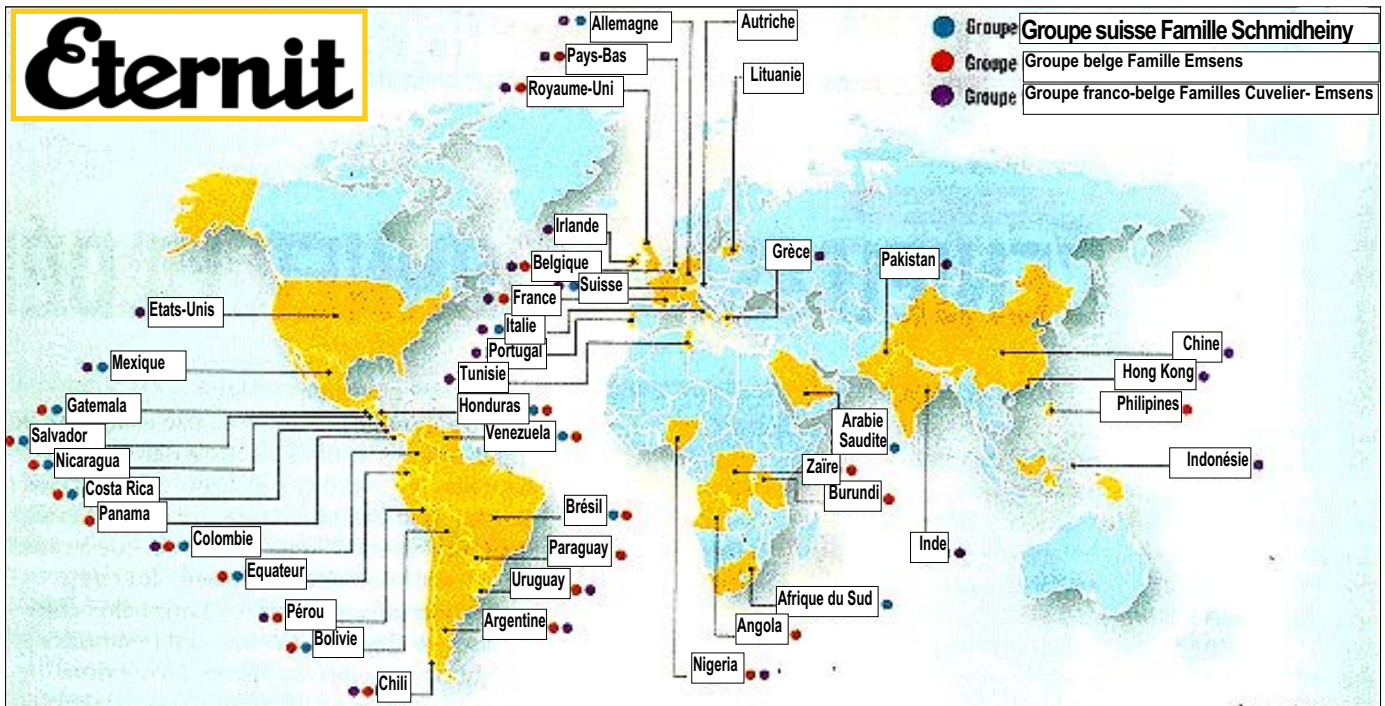 Eternit
Groupe Groupe suisse Famille Schmidheiny
Groupe Groupe belge Famille Emsens
Groupe Groupe franco-belge Familles Cuvelier- Emsens
Allemagne
Autriche
Pays-Bas
Lituanie
Royaume-Uni
Irlande
Grèce
Belgique
Pakistan
Suisse
France
Etats-Unis
Italie
Portugal
Chine
Mexique
Tunisie
Hong Kong
Gatemala
Honduras
Philipines
Salvador
Venezuela
Arabie
Saudite
Nicaragua
Zaïre
Indonésie
Costa Rica
Burundi
Panama
Brésil
Colombie
Paraguay
Inde
Equateur
Uruguay
Afrique du Sud
Pérou
Argentine
Angola
Bolivie
Nigeria
Chili